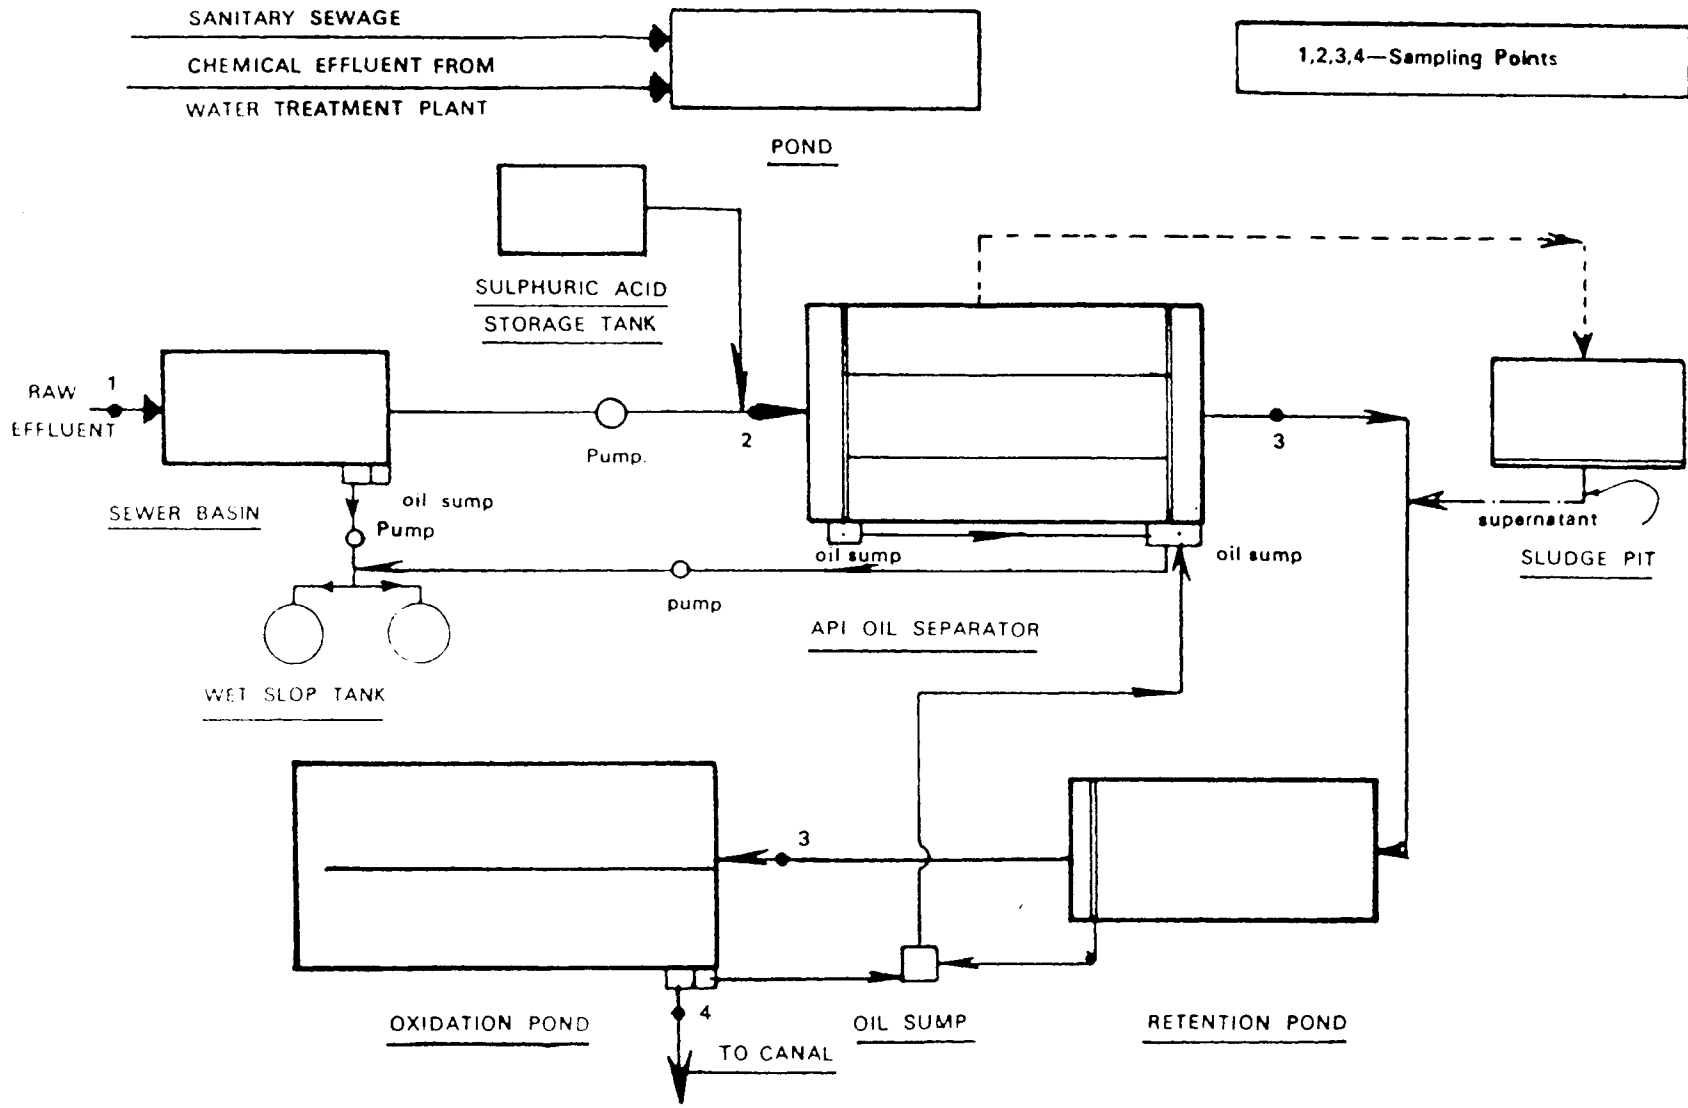 SANITARY SEWAGE
CHEMICAL EFFLUENT FROM
WATER TREATMENT PLANT
POND
1,2,3,4—Sampling Points
SULPHURIC ACID
STORAGE TANK
RAW
1
EFFLUENT
SEWER BASIN
oil sump
Pump
Pump.
2
3
oil sump
oil sump
supernatant
SLUDGE PIT
pump
API OIL SEPARATOR
WET SLOP TANK
3
4
OXIDATION POND
OIL SUMP
RETENTION POND
TO CANAL